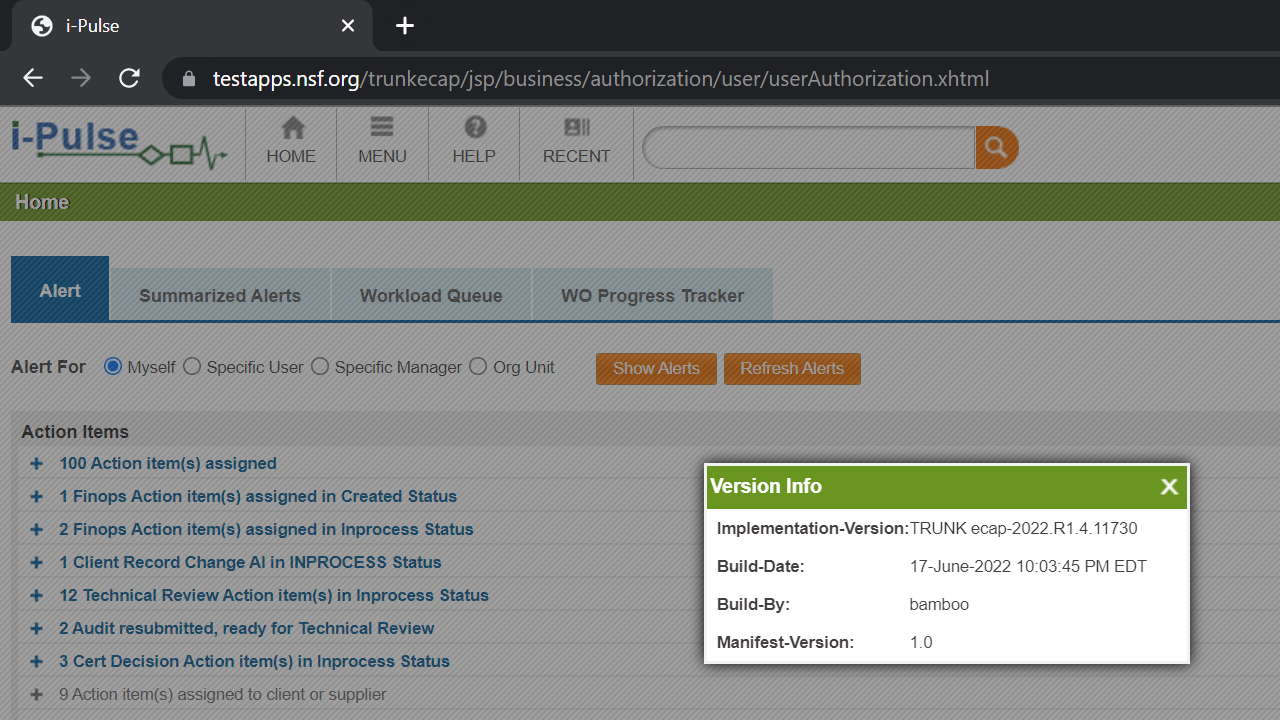 i-Pulse
testapps.nsf.org/trunkecap/jsp/business/authorization/user/userAuthorization.xhtml
i-Pulse
HOME
MENU
HELP
RECENT
Home
Alert
Summarized Alerts
Workload Queue
WO Progress Tracker
Alert For Myself Specific User Specific Manager Org Unit Show Alerts Refresh Alerts
Action Items
100 Action item(s) assigned
1 Finops Action item(s) assigned in Created Status
2 Finops Action item(s) assigned in Inprocess Status
1 Client Record Change AI in INPROCESS Status
12 Technical Review Action item(s) in Inprocess Status
2 Audit resubmitted, ready for Technical Review
3 Cert Decision Action item(s) in Inprocess Status
9 Action item(s) assigned to client or supplier
Version Info
Implementation-Version:TRUNK ecap-2022.R1.4.11730
Build-Date: 17-June-2022 10:03:45 PM EDT
Build-By: bamboo
Manifest-Version: 1.0